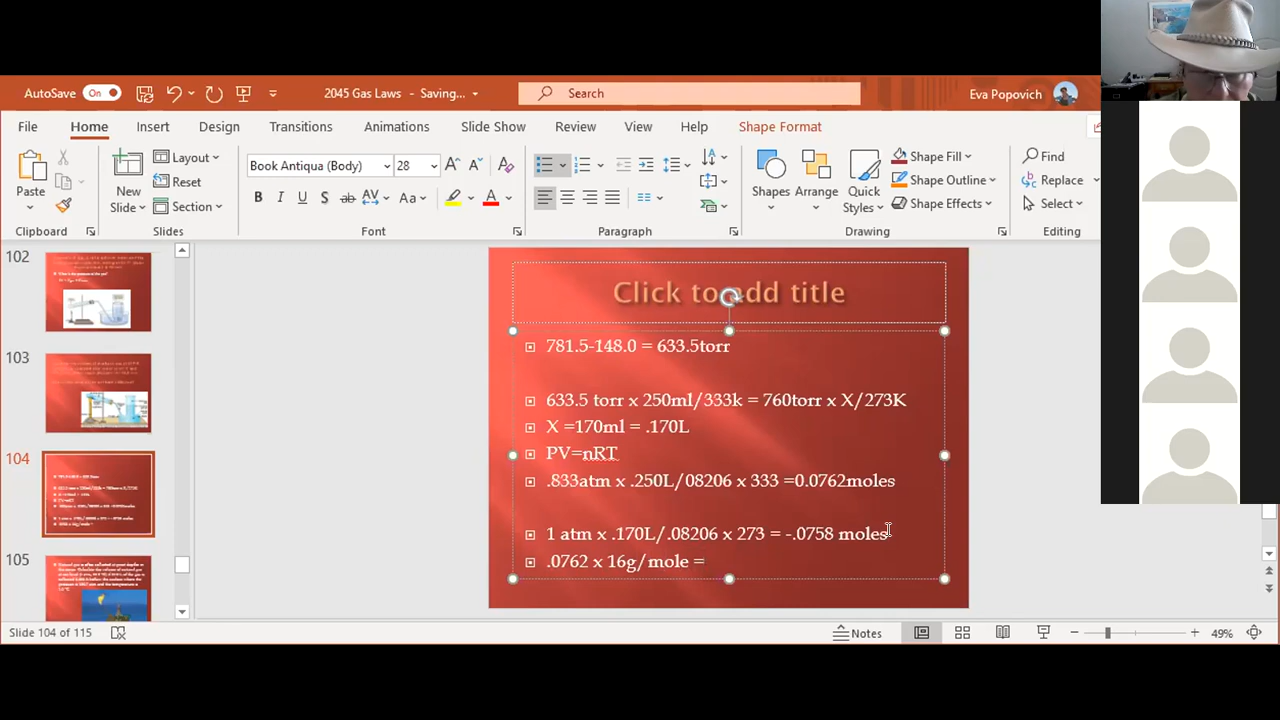 AutoSave On 2045 Gas Laws - Saving... Search Eva Popovich
File Home Insert Design Transitions Animations Slide Show Review View Help Shape Format
Paste
Clipboard
New Slide
Layout
Reset
Section
Slides
Book Antiqua (Body) 28
B I U S ab AV Aa A
Font
Paragraph
Shapes Arrange Quick Styles
Shape Fill
Shape Outline
Shape Effects
Drawing
Find
Replace
Select
Editing
102
103
104
105
Click to add title
781.5-148.0 = 633.5torr
633.5 torr x 250ml/333k = 760torr x X/273K
X =170ml = .170L
PV=nRT
.833atm x .250L/08206 x 333 =0.0762moles
1 atm x .170L/.08206 x 273 = -.0758 moles
.0762 x 16g/mole =
Slide 104 of 115 Notes 49%